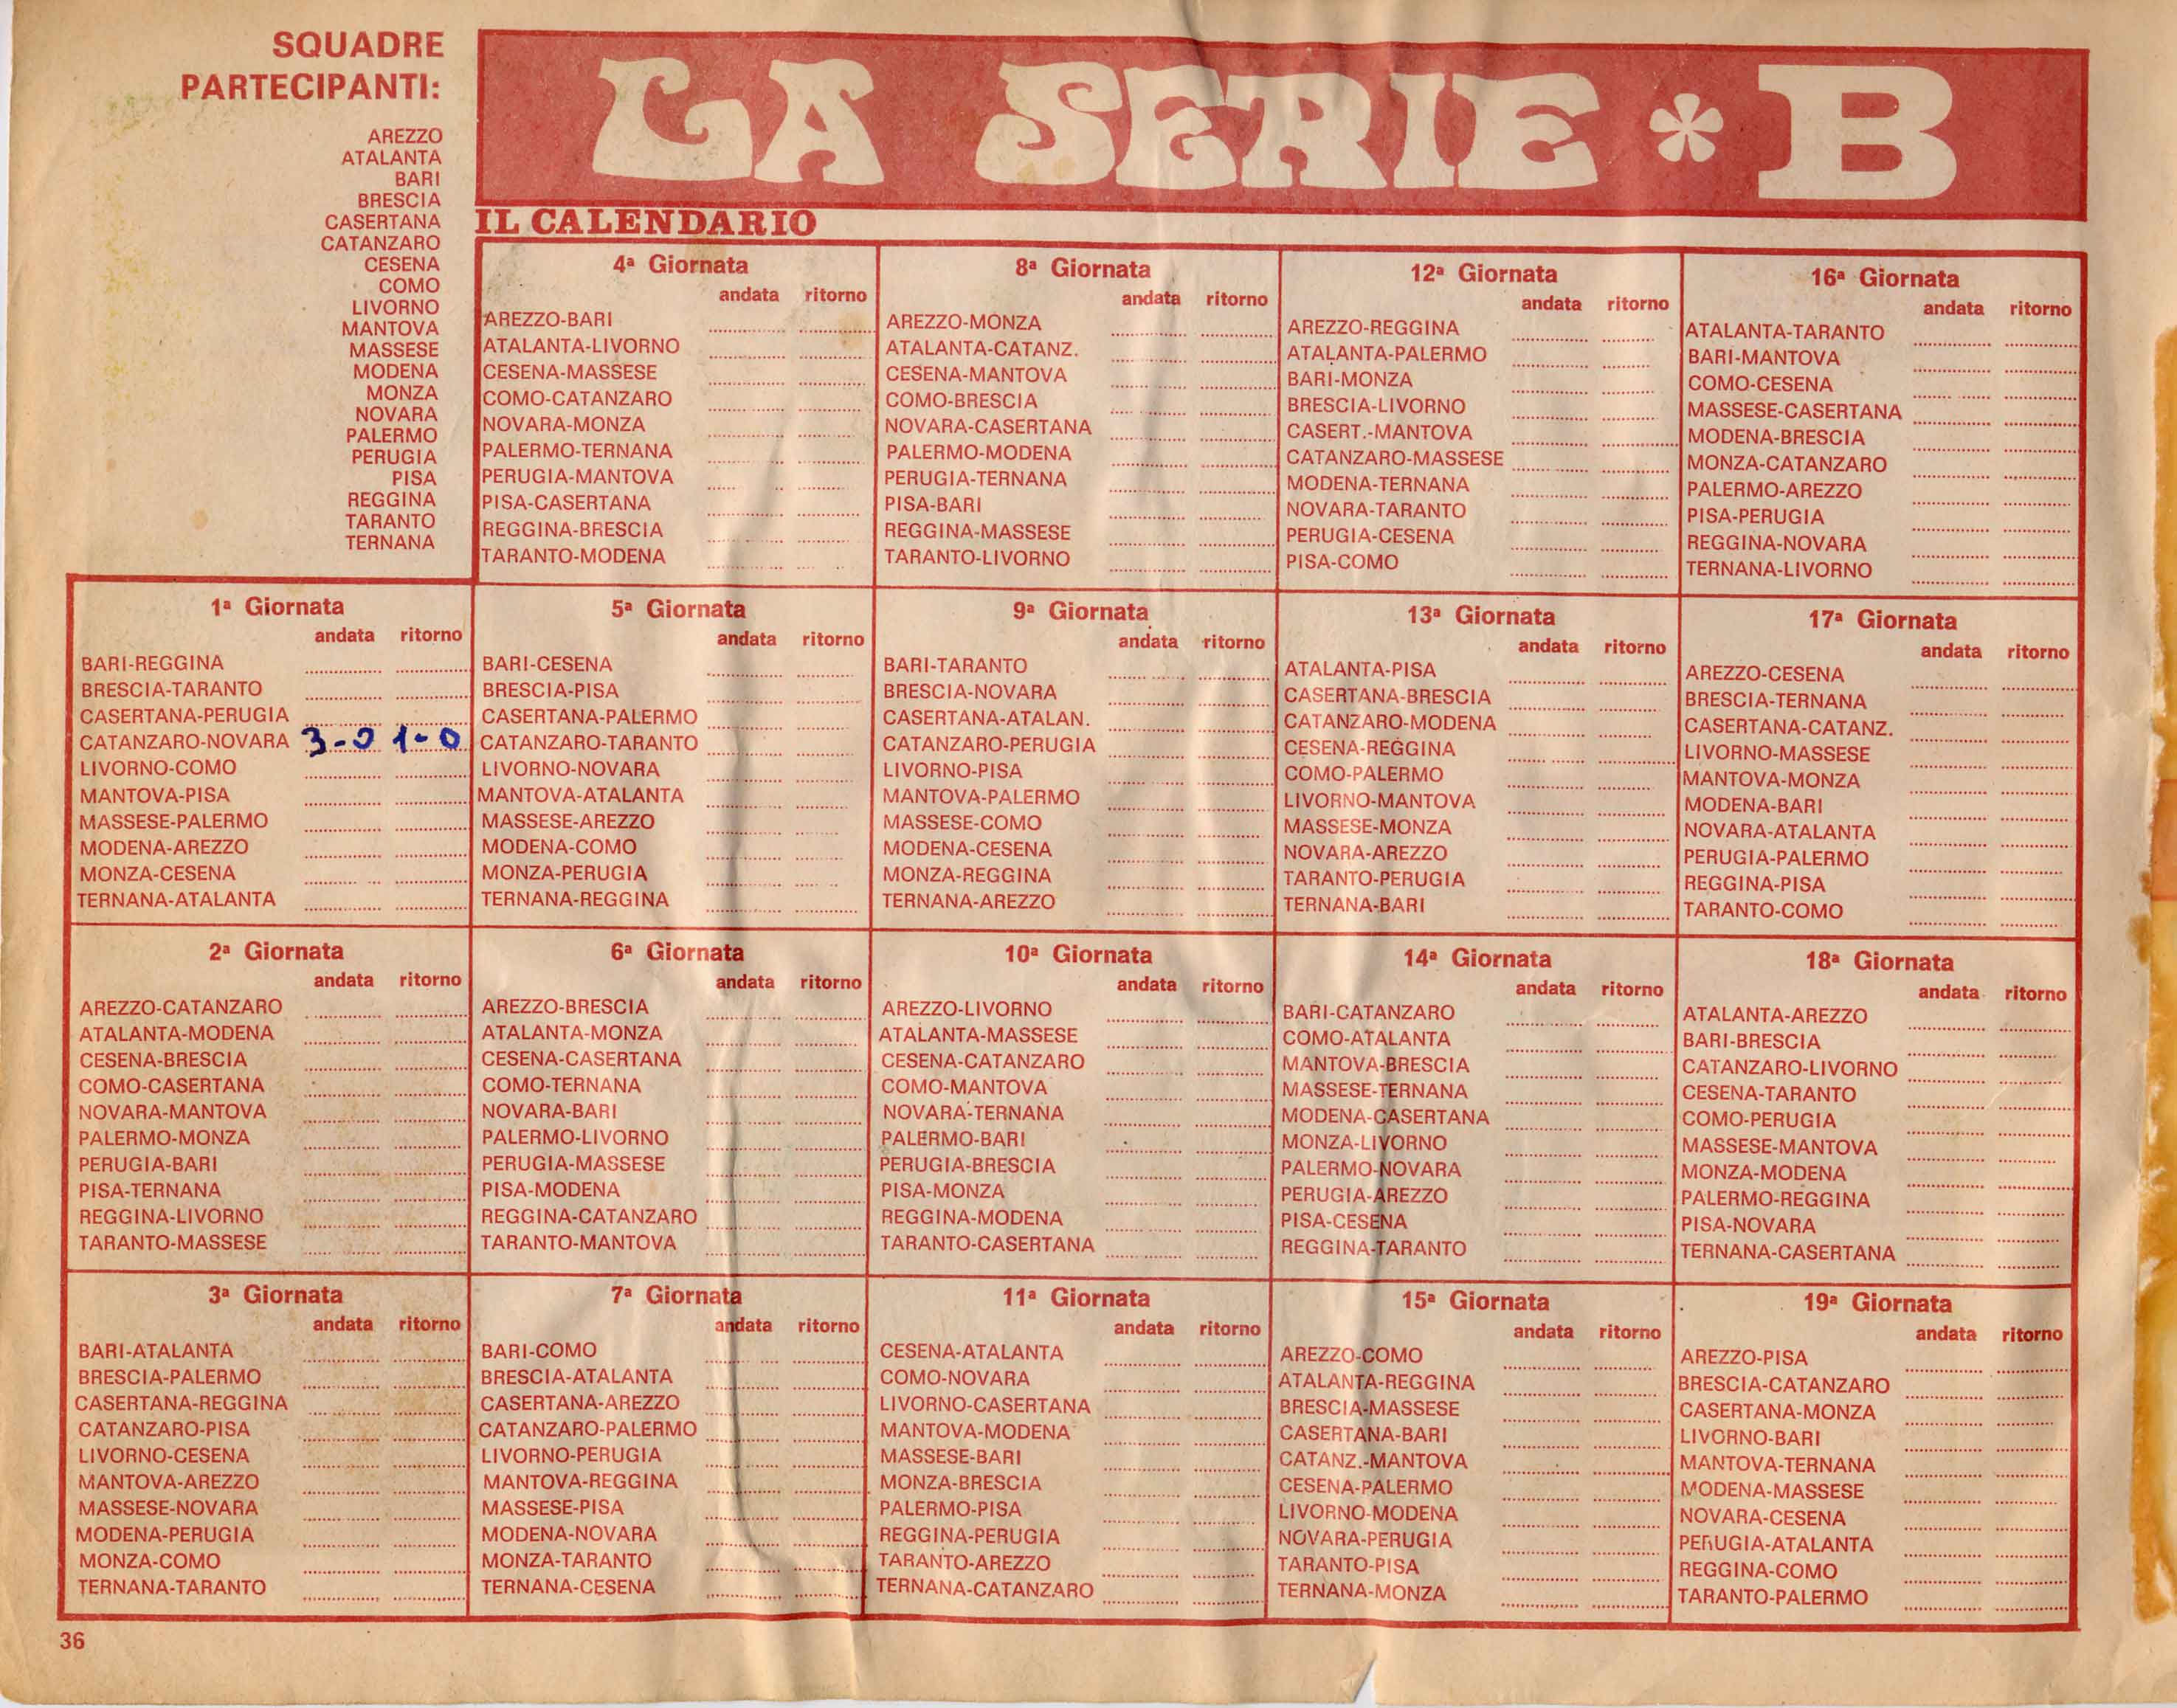 SQUADRE
PARTECIPANTI:
AREZZO
ATALANTA
BARI
BRESCIA
CASERTANA
CATANZARO
CESENA
COMO
LIVORNO
MANTOVA
MASSESE
MODENA
MONZA
NOVARA
PALERMO
PERUGIA
PISA
REGGINA
TARANTO
TERNANA
LA SERIE * B
IL CALENDARIO
1ª Giornata
andata ritorno
BARI-REGGINA
BRESCIA-TARANTO
CASERTANA-PERUGIA
CATANZARO-NOVARA 3-0 1-0
LIVORNO-COMO
MANTOVA-PISA
MASSESE-PALERMO
MODENA-AREZZO
MONZA-CESENA
TERNANA-ATALANTA
2ª Giornata
andata ritorno
AREZZO-CATANZARO
ATALANTA-MODENA
CESENA-BRESCIA
COMO-CASERTANA
NOVARA-MANTOVA
PALERMO-MONZA
PERUGIA-BARI
PISA-TERNANA
REGGINA-LIVORNO
TARANTO-MASSESE
3ª Giornata
andata ritorno
BARI-ATALANTA
BRESCIA-PALERMO
CASERTANA-REGGINA
CATANZARO-PISA
LIVORNO-CESENA
MANTOVA-AREZZO
MASSESE-NOVARA
MODENA-PERUGIA
MONZA-COMO
TERNANA-TARANTO
4ª Giornata
andata ritorno
AREZZO-BARI
ATALANTA-LIVORNO
CESENA-MASSESE
COMO-CATANZARO
NOVARA-MONZA
PALERMO-TERNANA
PERUGIA-MANTOVA
PISA-CASERTANA
REGGINA-BRESCIA
TARANTO-MODENA
5ª Giornata
andata ritorno
BARI-CESENA
BRESCIA-PISA
CASERTANA-PALERMO
CATANZARO-TARANTO
LIVORNO-NOVARA
MANTOVA-ATALANTA
MASSESE-AREZZO
MODENA-COMO
MONZA-PERUGIA
TERNANA-REGGINA
6ª Giornata
andata ritorno
AREZZO-BRESCIA
ATALANTA-MONZA
CESENA-CASERTANA
COMO-TERNANA
NOVARA-BARI
PALERMO-LIVORNO
PERUGIA-MASSESE
PISA-MODENA
REGGINA-CATANZARO
TARANTO-MANTOVA
7ª Giornata
andata ritorno
BARI-COMO
BRESCIA-ATALANTA
CASERTANA-AREZZO
CATANZARO-PALERMO
LIVORNO-PERUGIA
MANTOVA-REGGINA
MASSESE-PISA
MODENA-NOVARA
MONZA-TARANTO
TERNANA-CESENA
8ª Giornata
andata ritorno
AREZZO-MONZA
ATALANTA-CATANZ.
CESENA-MANTOVA
COMO-BRESCIA
NOVARA-CASERTANA
PALERMO-MODENA
PERUGIA-TERNANA
PISA-BARI
REGGINA-MASSESE
TARANTO-LIVORNO
9ª Giornata
andata ritorno
BARI-TARANTO
BRESCIA-NOVARA
CASERTANA-ATALAN.
CATANZARO-PERUGIA
LIVORNO-PISA
MANTOVA-PALERMO
MASSESE-COMO
MODENA-CESENA
MONZA-REGGINA
TERNANA-AREZZO
10ª Giornata
andata ritorno
AREZZO-LIVORNO
ATALANTA-MASSESE
CESENA-CATANZARO
COMO-MANTOVA
NOVARA-TERNANA
PALERMO-BARI
PERUGIA-BRESCIA
PISA-MONZA
REGGINA-MODENA
TARANTO-CASERTANA
11ª Giornata
andata ritorno
CESENA-ATALANTA
COMO-NOVARA
LIVORNO-CASERTANA
MANTOVA-MODENA
MASSESE-BARI
MONZA-BRESCIA
PALERMO-PISA
REGGINA-PERUGIA
TARANTO-AREZZO
TERNANA-CATANZARO
12ª Giornata
andata ritorno
AREZZO-REGGINA
ATALANTA-PALERMO
BARI-MONZA
BRESCIA-LIVORNO
CASERT.-MANTOVA
CATANZARO-MASSESE
MODENA-TERNANA
NOVARA-TARANTO
PERUGIA-CESENA
PISA-COMO
13ª Giornata
andata ritorno
ATALANTA-PISA
CASERTANA-BRESCIA
CATANZARO-MODENA
CESENA-REGGINA
COMO-PALERMO
LIVORNO-MANTOVA
MASSESE-MONZA
NOVARA-AREZZO
TARANTO-PERUGIA
TERNANA-BARI
14ª Giornata
andata ritorno
BARI-CATANZARO
COMO-ATALANTA
MANTOVA-BRESCIA
MASSESE-TERNANA
MODENA-CASERTANA
MONZA-LIVORNO
PALERMO-NOVARA
PERUGIA-AREZZO
PISA-CESENA
REGGINA-TARANTO
15ª Giornata
andata ritorno
AREZZO-COMO
ATALANTA-REGGINA
BRESCIA-MASSESE
CASERTANA-BARI
CATANZ.-MANTOVA
CESENA-PALERMO
LIVORNO-MODENA
NOVARA-PERUGIA
TARANTO-PISA
TERNANA-MONZA
16ª Giornata
andata ritorno
ATALANTA-TARANTO
BARI-MANTOVA
COMO-CESENA
MASSESE-CASERTANA
MODENA-BRESCIA
MONZA-CATANZARO
PALERMO-AREZZO
PISA-PERUGIA
REGGINA-NOVARA
TERNANA-LIVORNO
17ª Giornata
andata ritorno
AREZZO-CESENA
BRESCIA-TERNANA
CASERTANA-CATANZ.
LIVORNO-MASSESE
MANTOVA-MONZA
MODENA-BARI
NOVARA-ATALANTA
PERUGIA-PALERMO
REGGINA-PISA
TARANTO-COMO
18ª Giornata
andata ritorno
ATALANTA-AREZZO
BARI-BRESCIA
CATANZARO-LIVORNO
CESENA-TARANTO
COMO-PERUGIA
MASSESE-MANTOVA
MONZA-MODENA
PALERMO-REGGINA
PISA-NOVARA
TERNANA-CASERTANA
19ª Giornata
andata ritorno
AREZZO-PISA
BRESCIA-CATANZARO
CASERTANA-MONZA
LIVORNO-BARI
MANTOVA-TERNANA
MODENA-MASSESE
NOVARA-CESENA
PERUGIA-ATALANTA
REGGINA-COMO
TARANTO-PALERMO
36